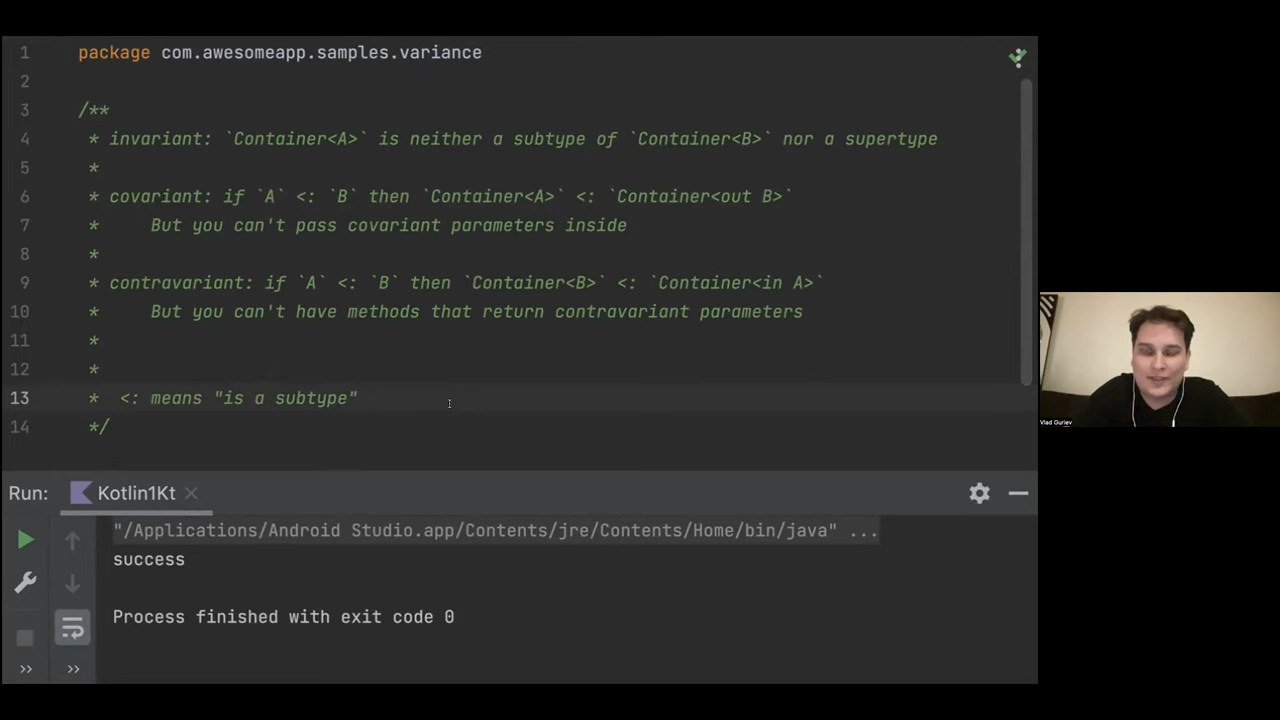 1 package com.awesomeapp.samples.variance
2
3 /**
4 * invariant: `Container<A>` is neither a subtype of `Container<B>` nor a supertype
5 *
6 * covariant: if `A` <: `B` then `Container<A>` <: `Container<out B>`
7 * But you can't pass covariant parameters inside
8 *
9 * contravariant: if `A` <: `B` then `Container<B>` <: `Container<in A>`
10 * But you can't have methods that return contravariant parameters
11 *
12 *
13 * <: means "is a subtype"
14 */
Vlad Guriev
Run: Kotlin1Kt
"/Applications/Android Studio.app/Contents/jre/Contents/Home/bin/java" ...
success
Process finished with exit code 0